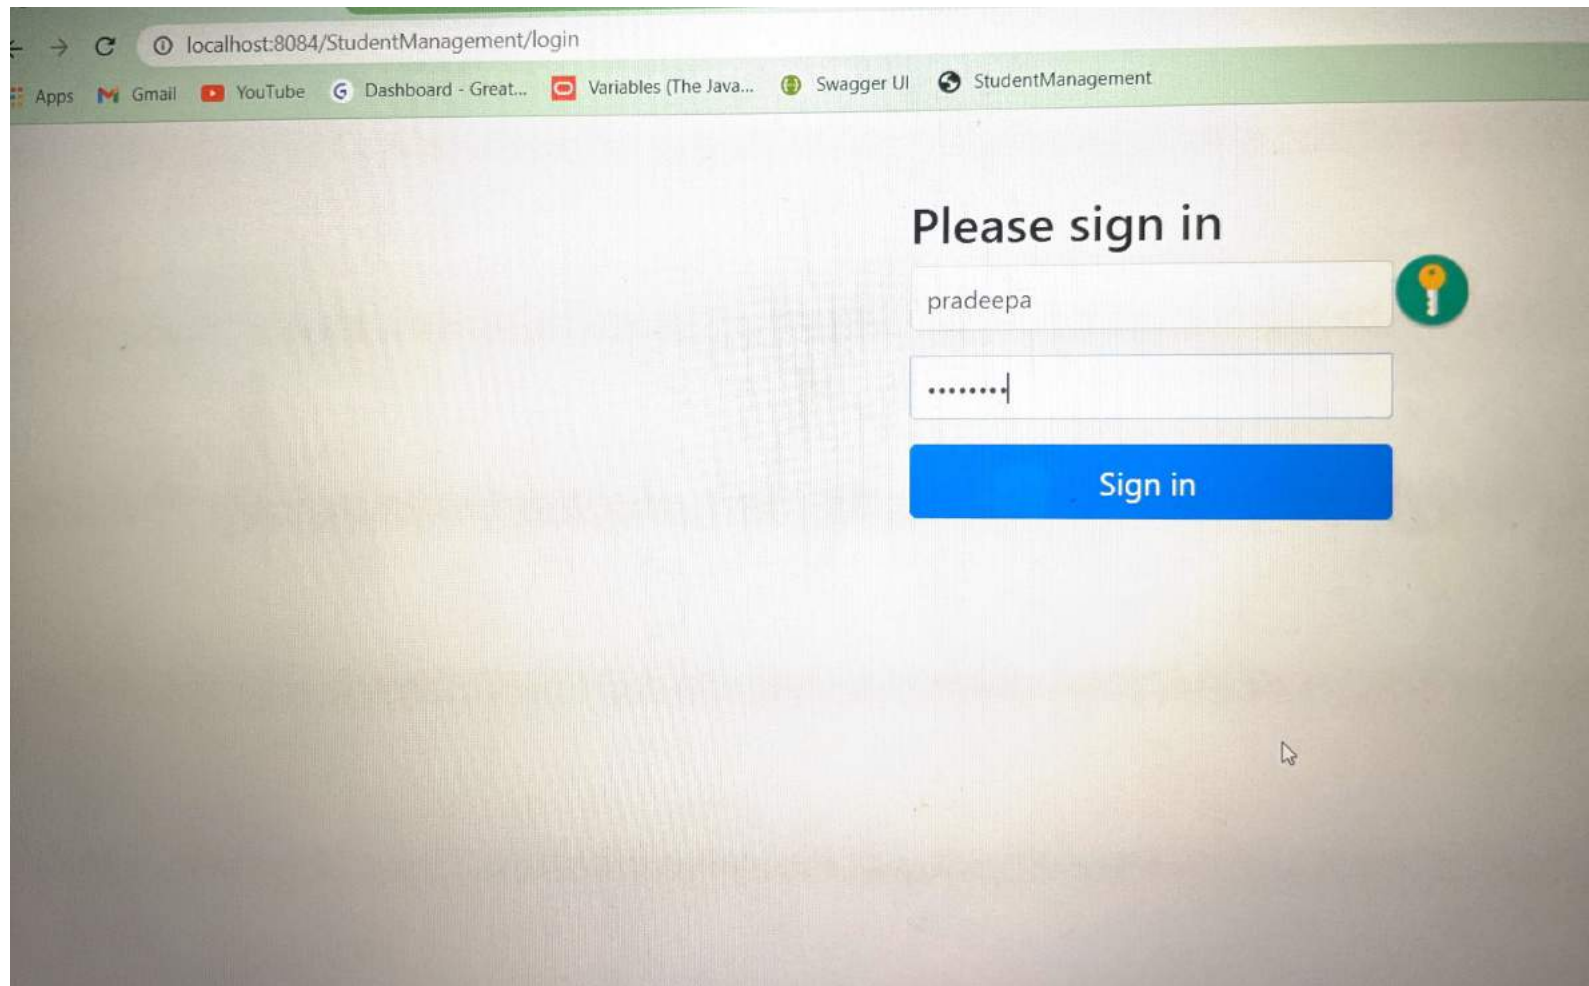 localhost:8084/StudentManagement/login
Apps Gmail YouTube G Dashboard - Great... Variables (The Java... Swagger UI StudentManagement
Please sign in
pradeepa
••••••••
Sign in